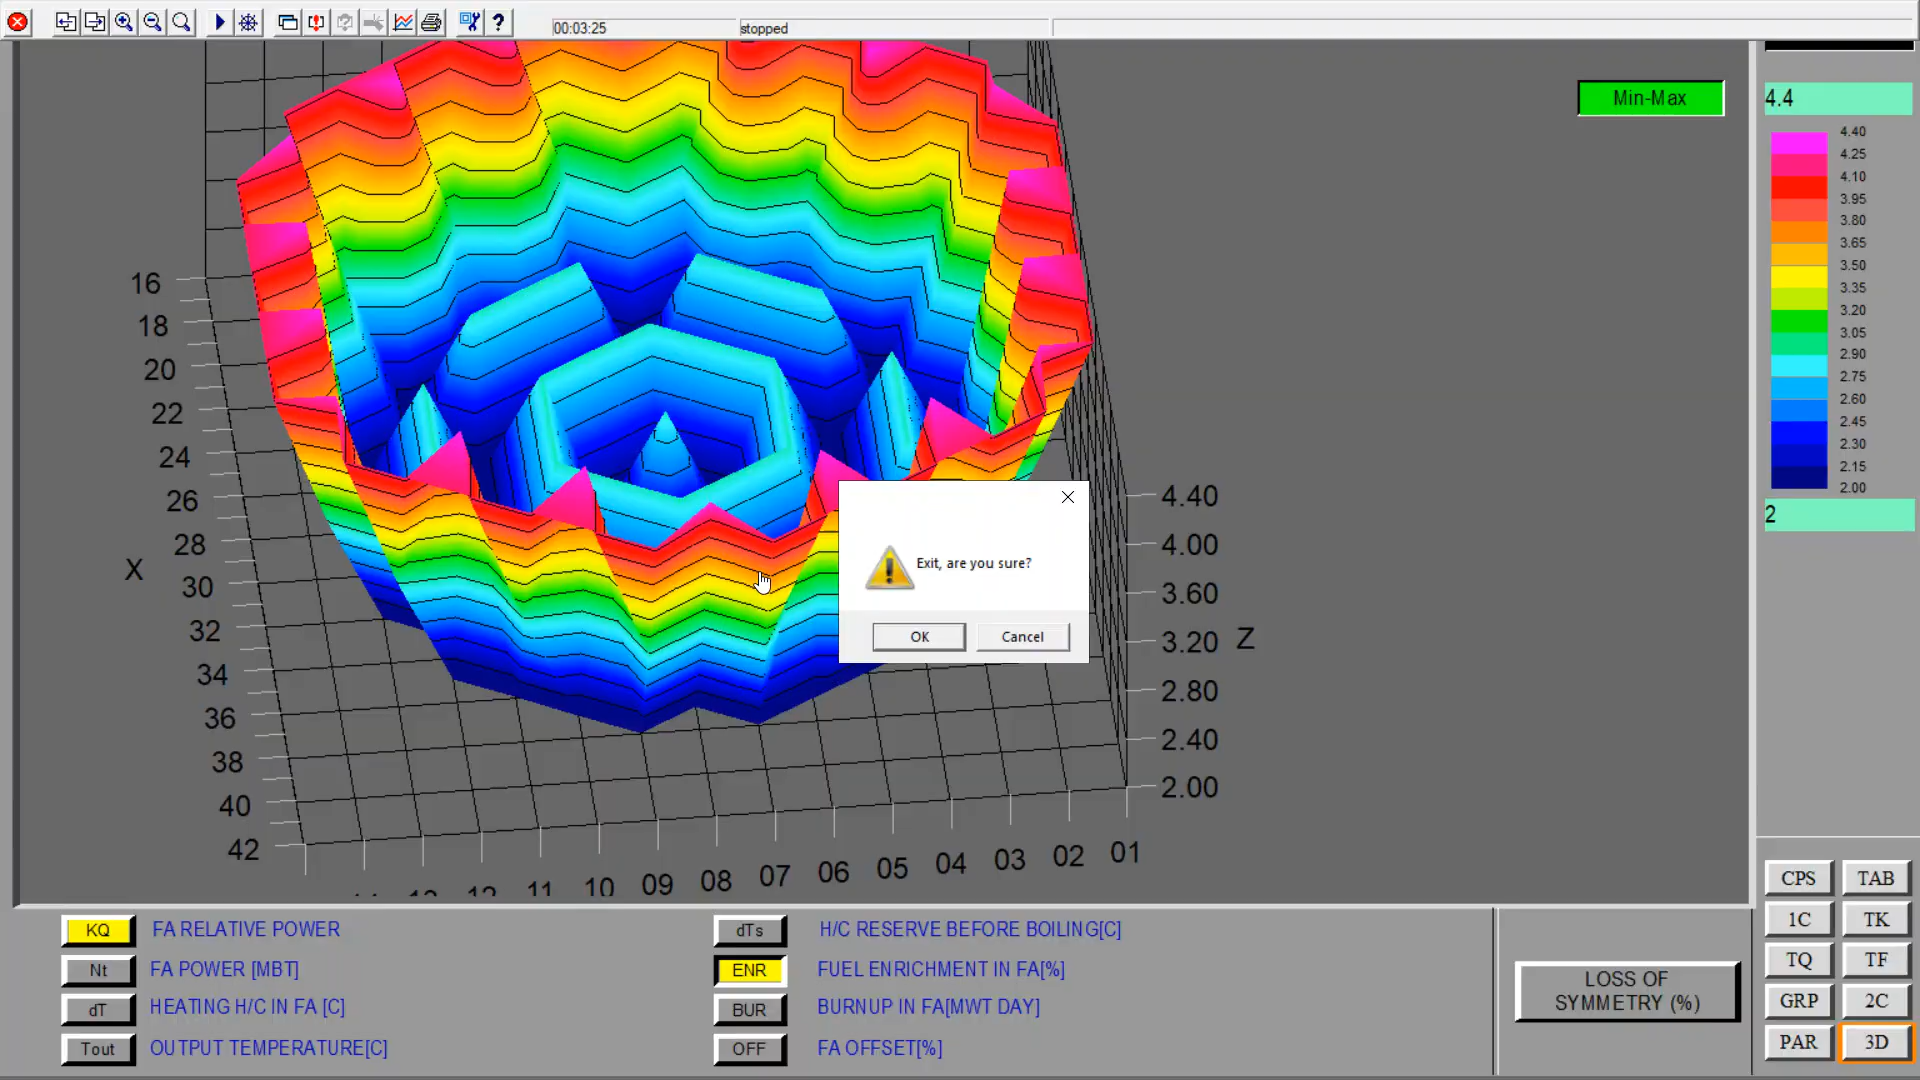 00:03:25
stopped
Min-Max
4.4
4.40
4.25
4.10
3.95
3.80
3.65
3.50
3.35
3.20
3.05
2.90
2.75
2.60
2.45
2.30
2.15
2.00
2
16
18
20
22
24
26
28
30
32
34
36
38
40
42
X
4.40
4.00
3.60
3.20
2.80
2.40
2.00
Z
11
10
09
08
07
06
05
04
03
02
01
Exit, are you sure?
OK
Cancel
KQ FA RELATIVE POWER
Nt FA POWER [MBT]
dT HEATING H/C IN FA [C]
Tout OUTPUT TEMPERATURE[C]
dTs H/C RESERVE BEFORE BOILING[C]
ENR FUEL ENRICHMENT IN FA[%]
BUR BURNUP IN FA[MWT DAY]
OFF FA OFFSET[%]
LOSS OF
SYMMETRY (%)
CPS TAB
1C TK
TQ TF
GRP 2C
PAR 3D